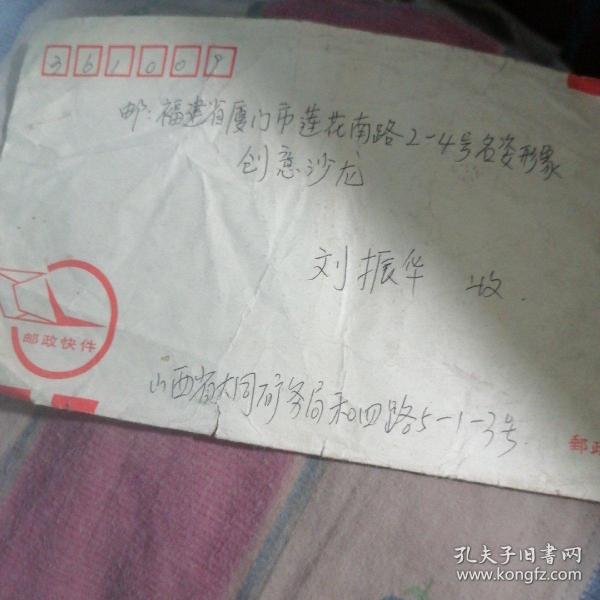 361009
邮:福建省厦门市莲花南路2-4号名姿形象
创意沙龙
刘振华 收.
邮政快件
山西省大同矿务局和四路5-1-3号.
郵政
孔夫子旧书网
www.kongfz.com